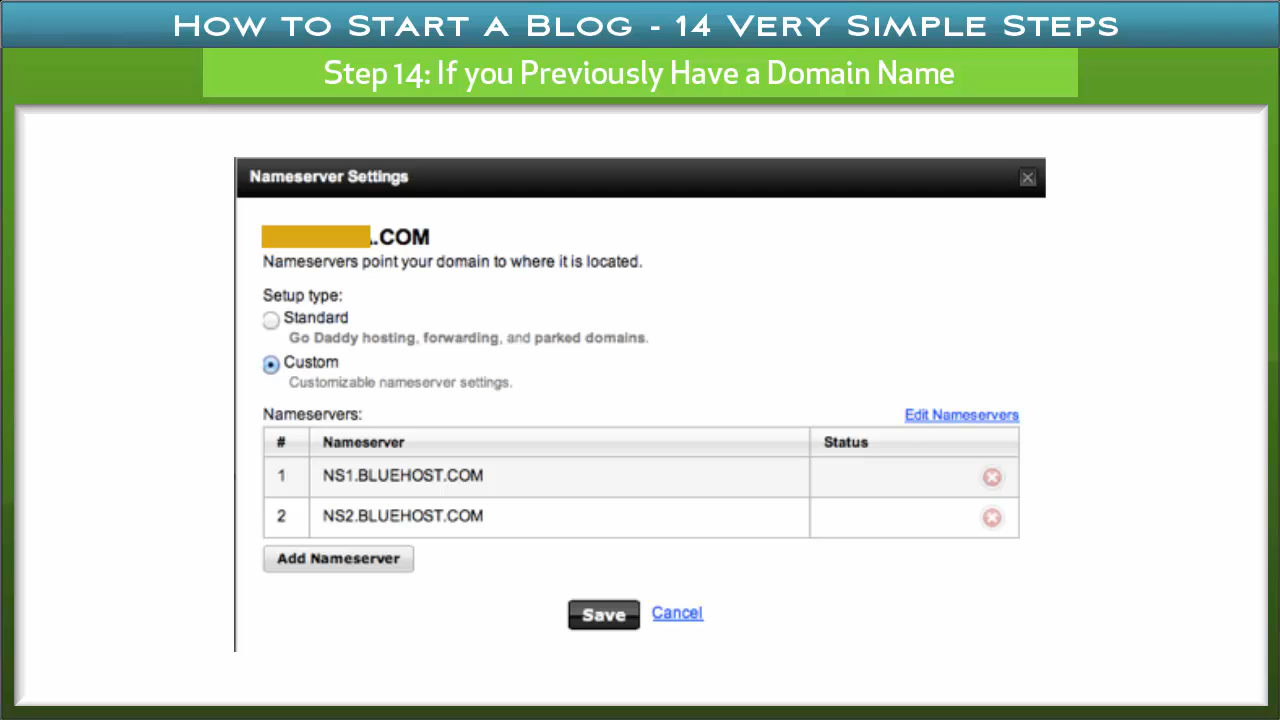 How to Start a Blog - 14 Very Simple Steps
Step 14: If you Previously Have a Domain Name
Nameserver Settings
.COM
Nameservers point your domain to where it is located.
Setup type:
Standard
Go Daddy hosting, forwarding, and parked domains.
Custom
Customizable nameserver settings.
Nameservers: Edit Nameservers
# Nameserver Status
1 NS1.BLUEHOST.COM
2 NS2.BLUEHOST.COM
Add Nameserver
Save Cancel